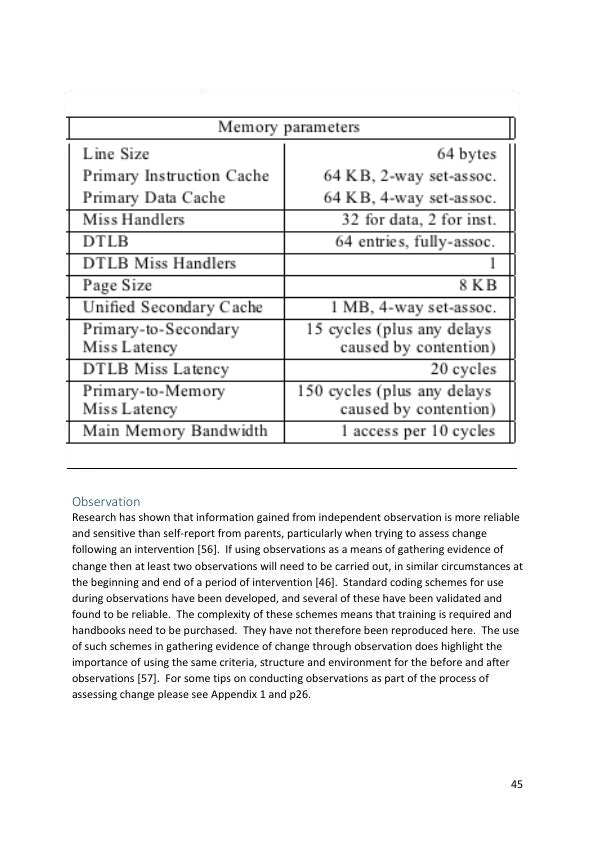 Memory parameters
Line Size 64 bytes
Primary Instruction Cache 64 KB, 2-way set-assoc.
Primary Data Cache 64 KB, 4-way set-assoc.
Miss Handlers 32 for data, 2 for inst.
DTLB 64 entries, fully-assoc.
DTLB Miss Handlers 1
Page Size 8 KB
Unified Secondary Cache 1 MB, 4-way set-assoc.
Primary-to-Secondary 15 cycles (plus any delays
Miss Latency caused by contention)
DTLB Miss Latency 20 cycles
Primary-to-Memory 150 cycles (plus any delays
Miss Latency caused by contention)
Main Memory Bandwidth 1 access per 10 cycles
Observation
Research has shown that information gained from independent observation is more reliable
and sensitive than self-report from parents, particularly when trying to assess change
following an intervention [56].  If using observations as a means of gathering evidence of
change then at least two observations will need to be carried out, in similar circumstances at
the beginning and end of a period of intervention [46].  Standard coding schemes for use
during observations have been developed, and several of these have been validated and
found to be reliable.  The complexity of these schemes means that training is required and
handbooks need to be purchased.  They have not therefore been reproduced here.  The use
of such schemes in gathering evidence of change through observation does highlight the
importance of using the same criteria, structure and environment for the before and after
observations [57].  For some tips on conducting observations as part of the process of
assessing change please see Appendix 1 and p26.
45